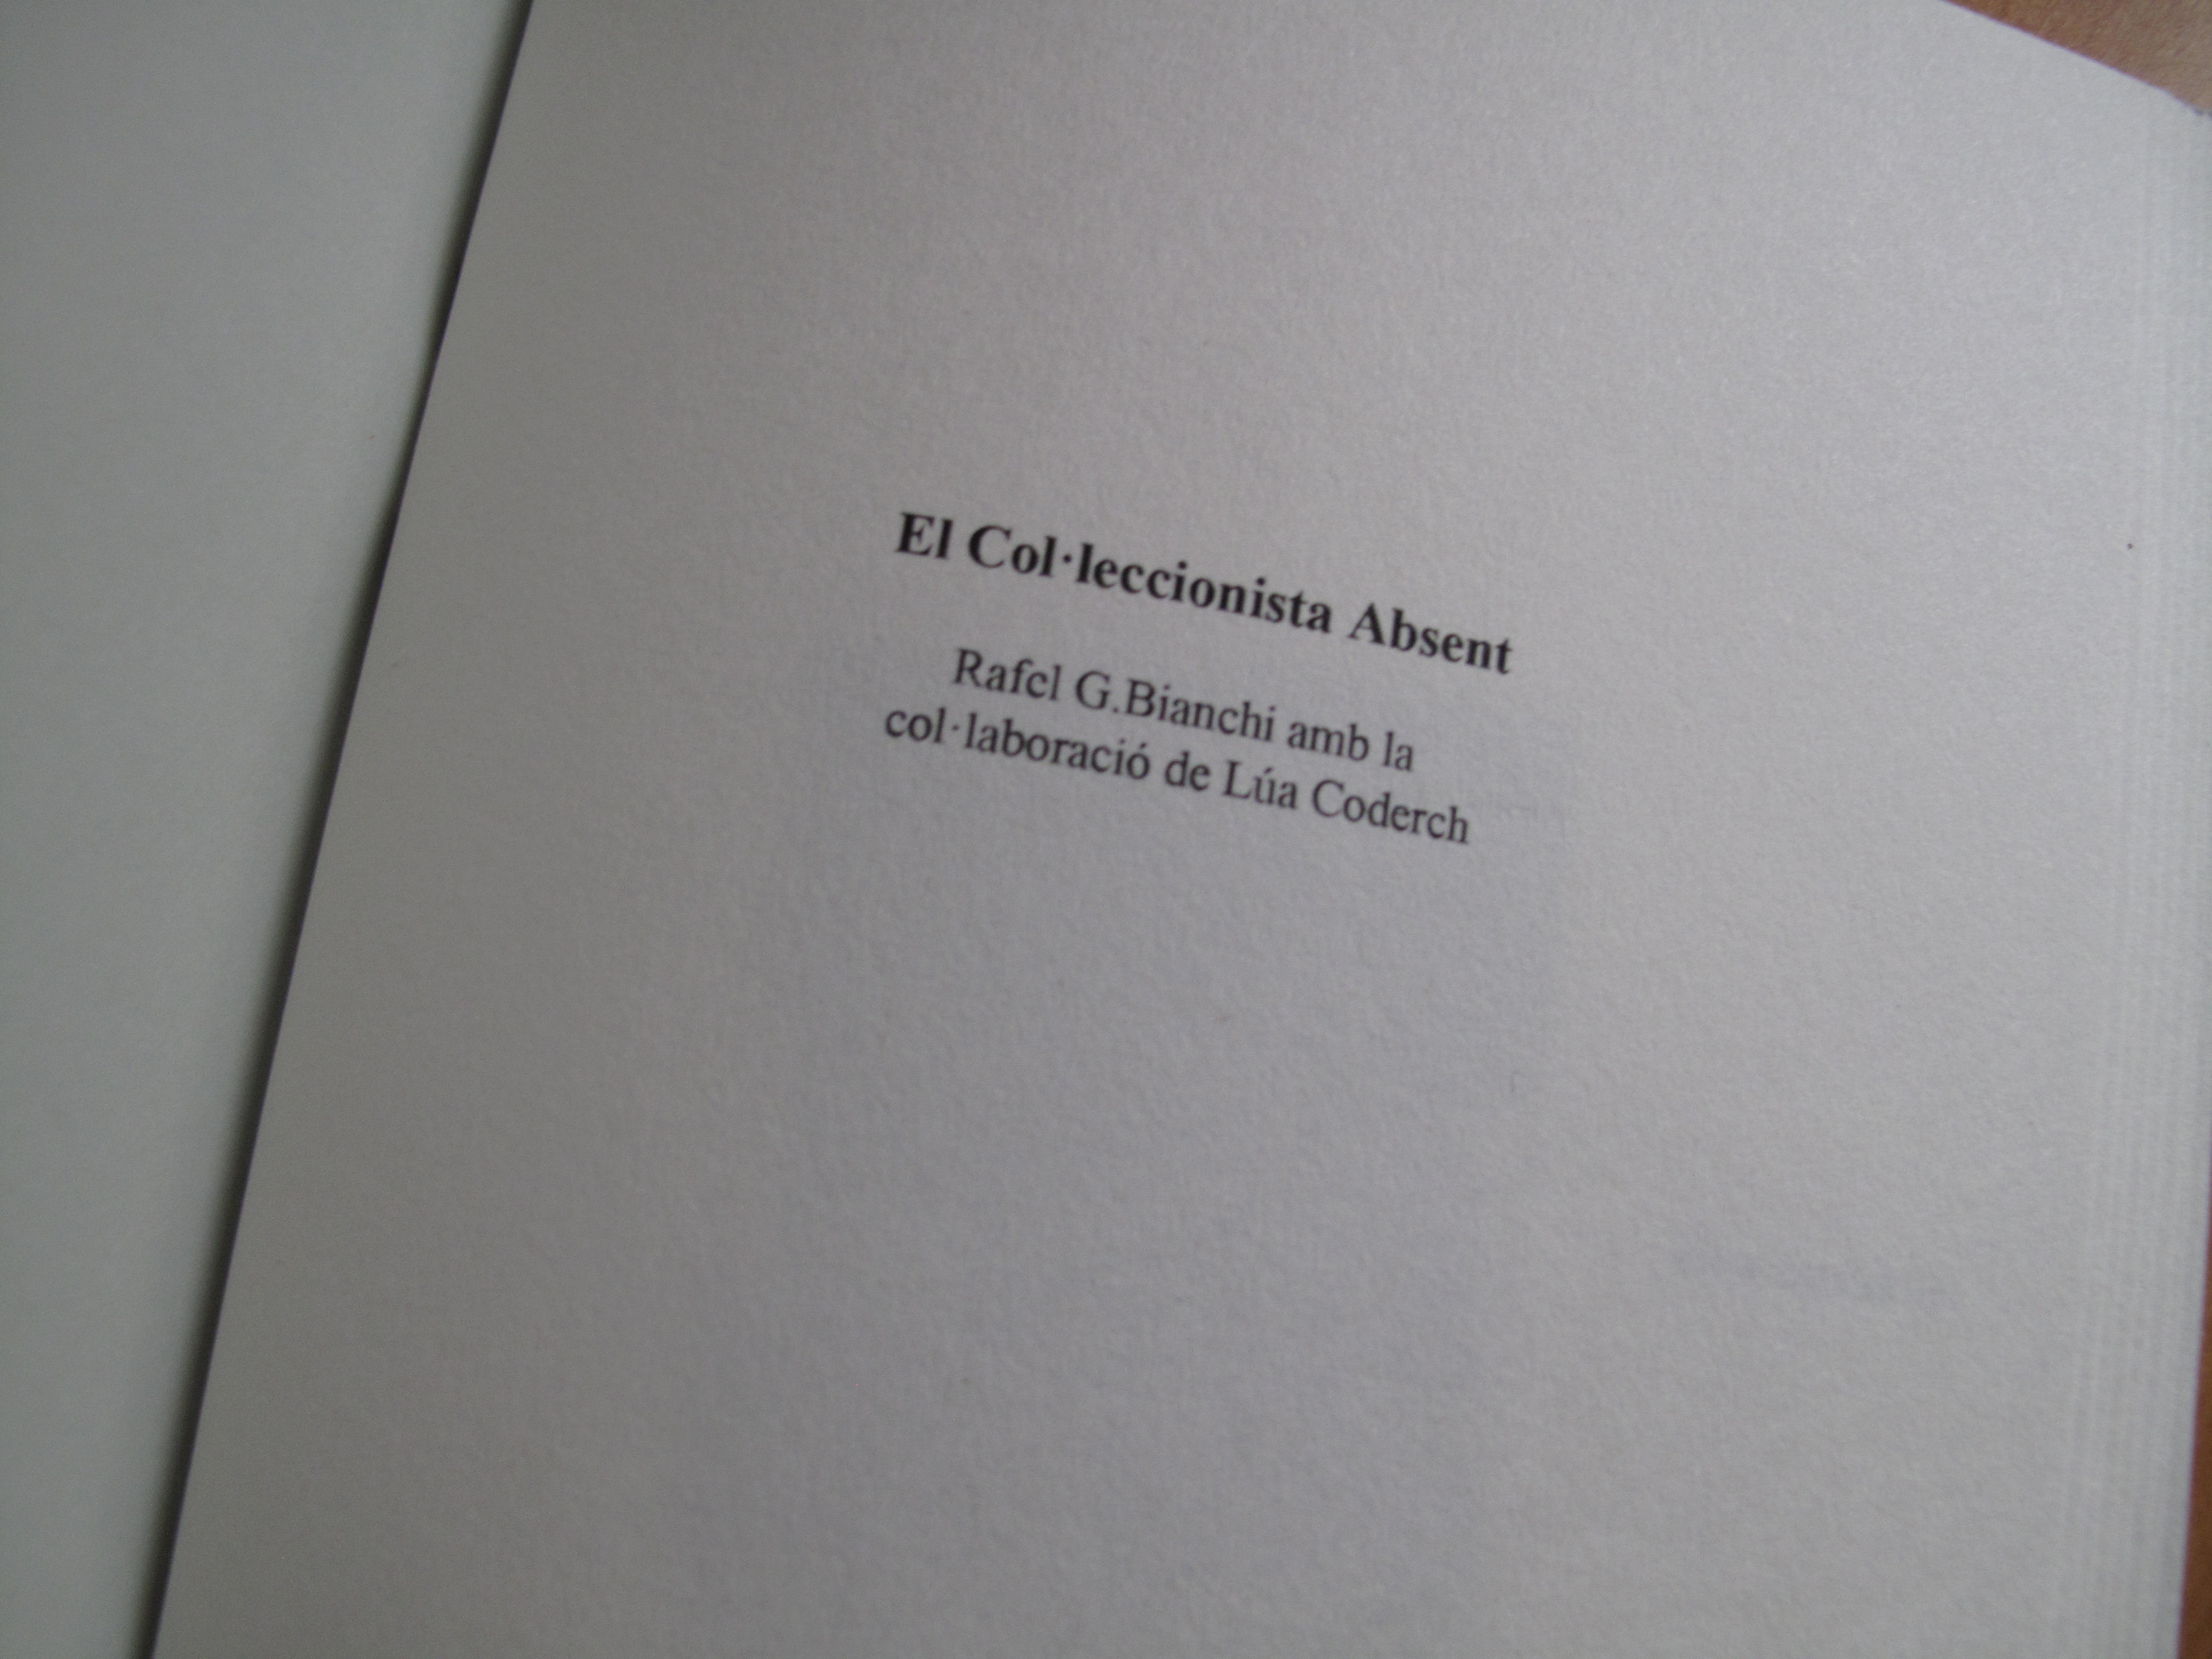 El Col·leccionista Absent
Rafel G.Bianchi amb la
col·laboració de Lúa Coderch